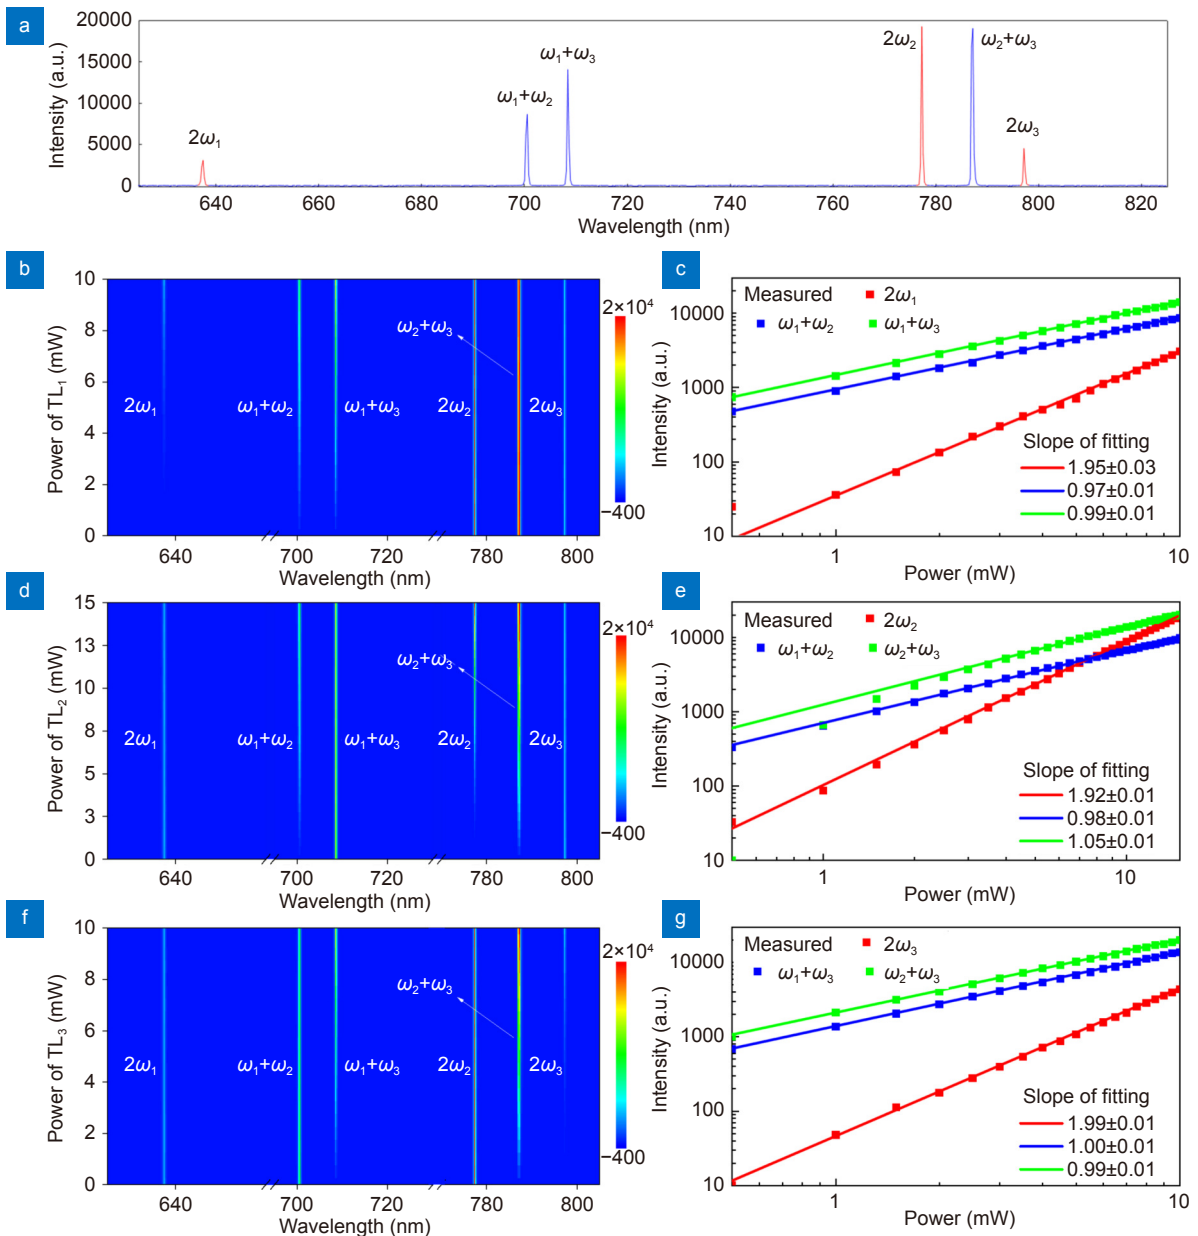 a
20000
15000
10000
5000
0
Intensity (a.u.)
2ω₁
ω₁+ω₂
ω₁+ω₃
2ω₂
ω₂+ω₃
2ω₃
640 660 680 700 720 740 760 780 800 820
Wavelength (nm)
b
10
8
6
4
2
0
Power of TL₁ (mW)
ω₂+ω₃
2ω₁ ω₁+ω₂ ω₁+ω₃ 2ω₂ 2ω₃
640 700 720 780 800
Wavelength (nm)
2×10⁴
−400
c
Measured 2ω₁
ω₁+ω₂ ω₁+ω₃
10000
1000
100
10
Intensity (a.u.)
Slope of fitting
1.95±0.03
0.97±0.01
0.99±0.01
1 10
Power (mW)
d
15
13
10
8
5
3
0
Power of TL₂ (mW)
ω₂+ω₃
2ω₁ ω₁+ω₂ ω₁+ω₃ 2ω₂ 2ω₃
640 700 720 780 800
Wavelength (nm)
2×10⁴
−400
e
Measured 2ω₂
ω₁+ω₂ ω₂+ω₃
10000
1000
100
10
Intensity (a.u.)
Slope of fitting
1.92±0.01
0.98±0.01
1.05±0.01
1 10
Power (mW)
f
10
8
6
4
2
0
Power of TL₃ (mW)
ω₂+ω₃
2ω₁ ω₁+ω₂ ω₁+ω₃ 2ω₂ 2ω₃
640 700 720 780 800
Wavelength (nm)
2×10⁴
−400
g
Measured 2ω₃
ω₁+ω₃ ω₂+ω₃
10000
1000
100
10
Intensity (a.u.)
Slope of fitting
1.99±0.01
1.00±0.01
0.99±0.01
1 10
Power (mW)